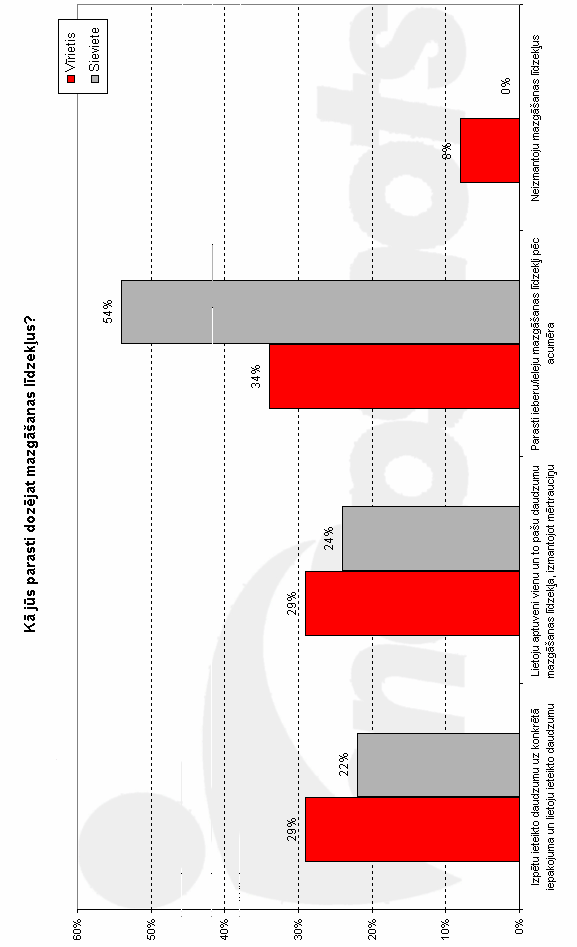 Kā jūs parasti dozējat mazgāšanas līdzekļus?
Vīrietis
Sieviete
60%
50%
40%
30%
20%
10%
0%
29%
22%
29%
24%
34%
54%
8%
0%
Izpētu ieteikto daudzumu uz konkrētā
iepakojuma un lietoju ieteikto daudzumu
Lietoju aptuveni vienu un to pašu daudzumu
mazgāšanas līdzekļa, izmantojot mērtrauciņu
Parasti ieberu/ieleju mazgāšanas līdzekli pēc
acumēra
Neizmantoju mazgāšanas līdzekļus